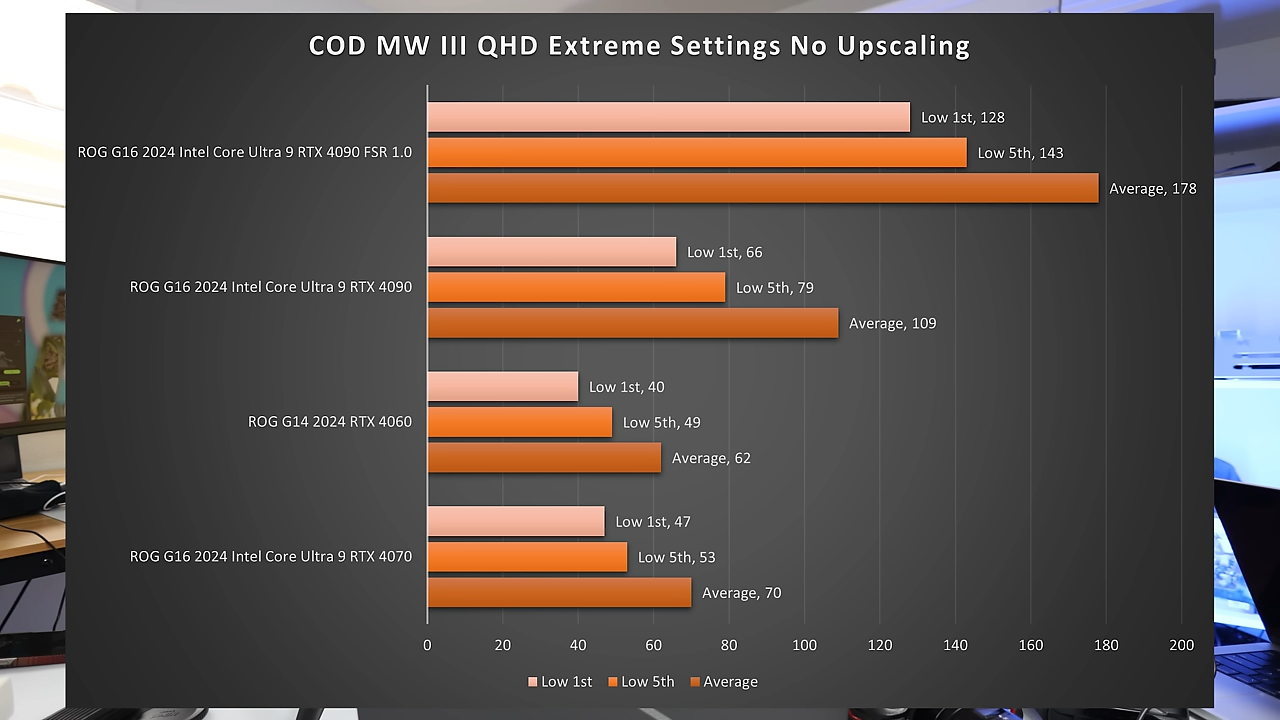 COD MW III QHD Extreme Settings No Upscaling
ROG G16 2024 Intel Core Ultra 9 RTX 4090 FSR 1.0
Low 1st, 128
Low 5th, 143
Average, 178
ROG G16 2024 Intel Core Ultra 9 RTX 4090
Low 1st, 66
Low 5th, 79
Average, 109
ROG G14 2024 RTX 4060
Low 1st, 40
Low 5th, 49
Average, 62
ROG G16 2024 Intel Core Ultra 9 RTX 4070
Low 1st, 47
Low 5th, 53
Average, 70
0 20 40 60 80 100 120 140 160 180 200
Low 1st Low 5th Average